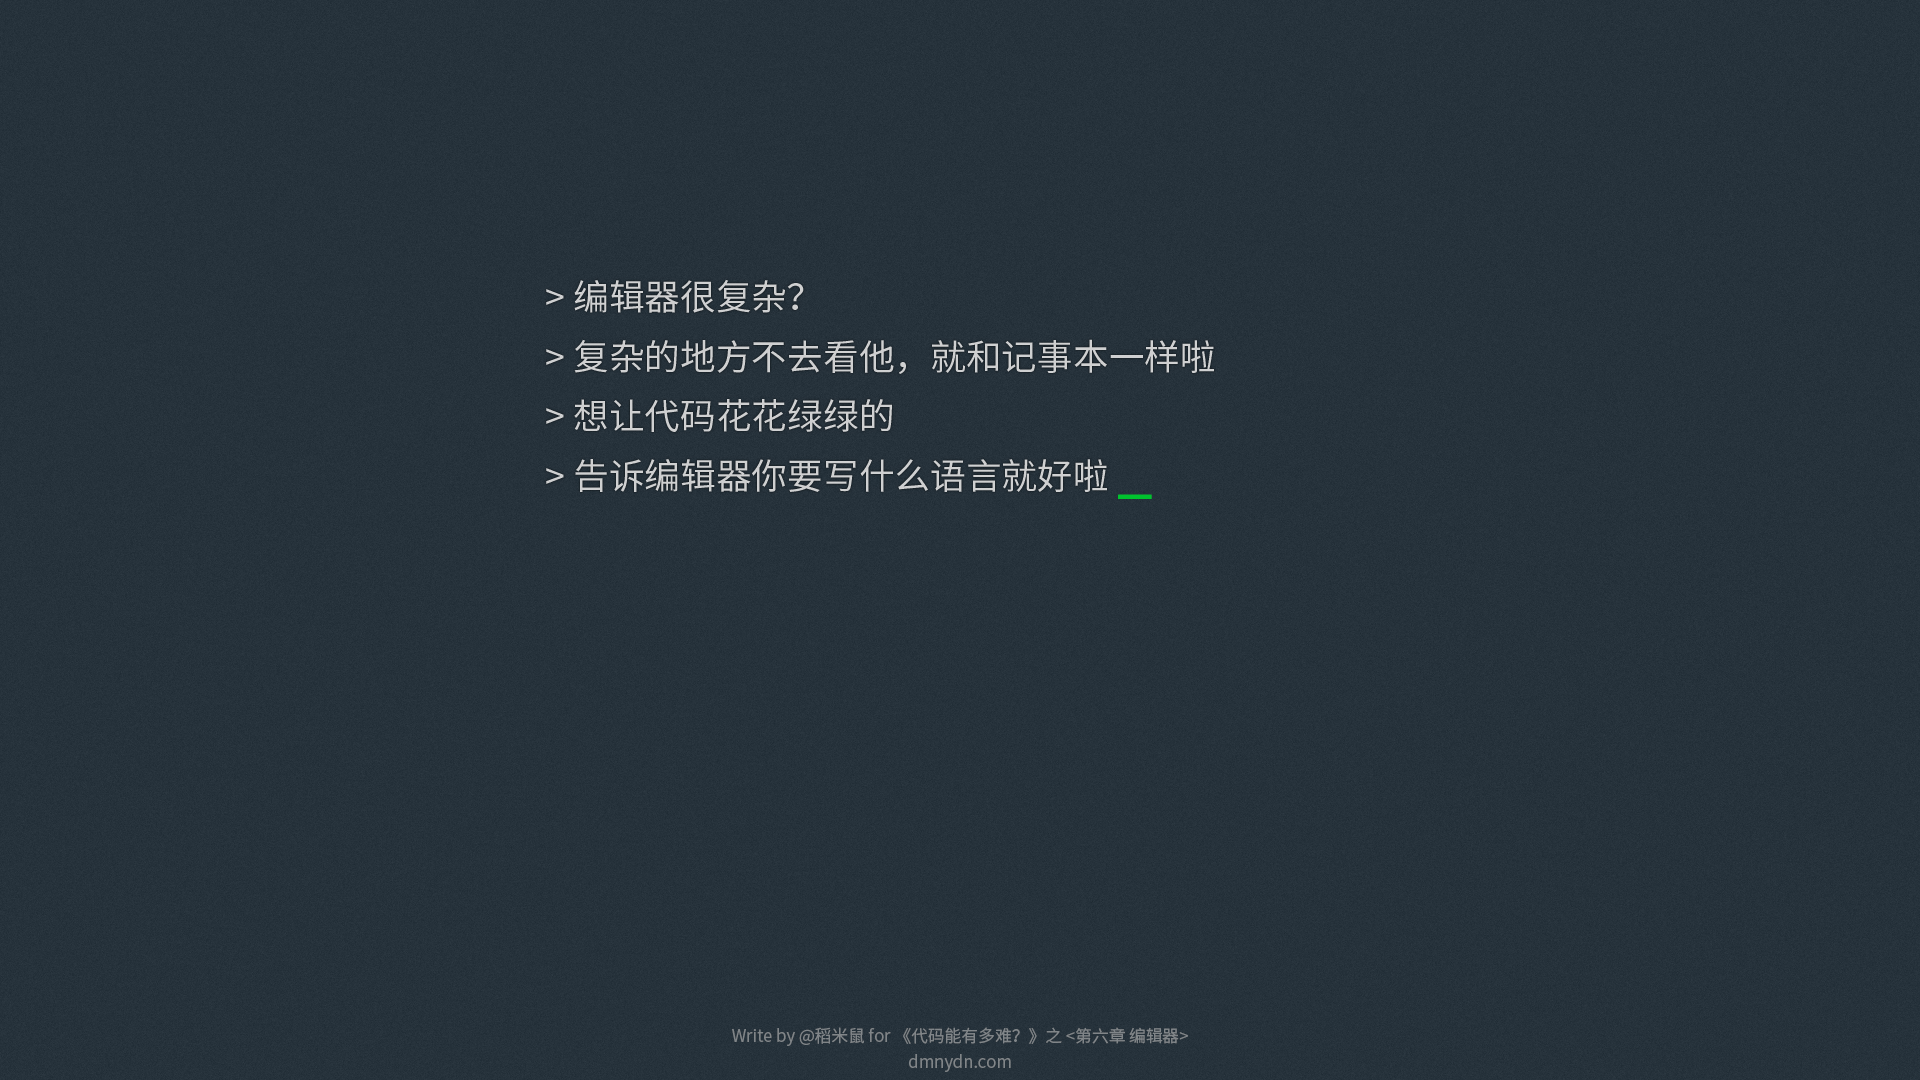 > 编辑器很复杂？
> 复杂的地方不去看他，就和记事本一样啦
> 想让代码花花绿绿的
> 告诉编辑器你要写什么语言就好啦 _
Write by @稻米鼠 for 《代码能有多难？》之 <第六章 编辑器>
dmnydn.com